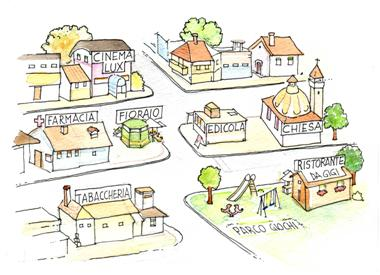 CINEMA
LUX
FARMACIA
FIORAIO
EDICOLA
CHIESA
RISTORANTE
DA GIGI
TABACCHERIA
PARCO GIOCHI